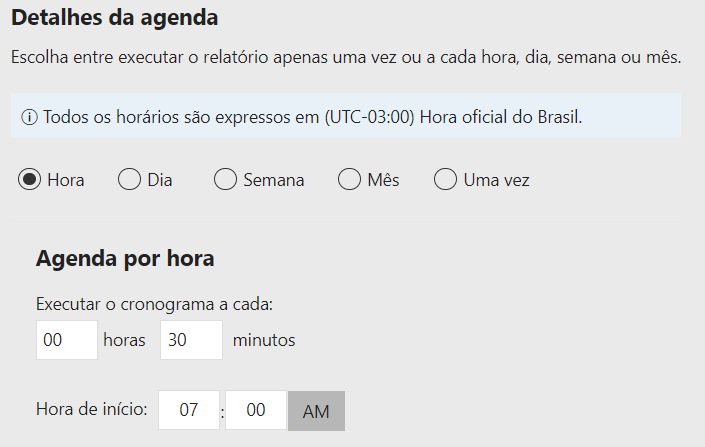 Detalhes da agenda
Escolha entre executar o relatório apenas uma vez ou a cada hora, dia, semana ou mês.
Todos os horários são expressos em (UTC-03:00) Hora oficial do Brasil.
Hora Dia Semana Mês Uma vez
Agenda por hora
Executar o cronograma a cada:
00 horas 30 minutos
Hora de início: 07 : 00 AM